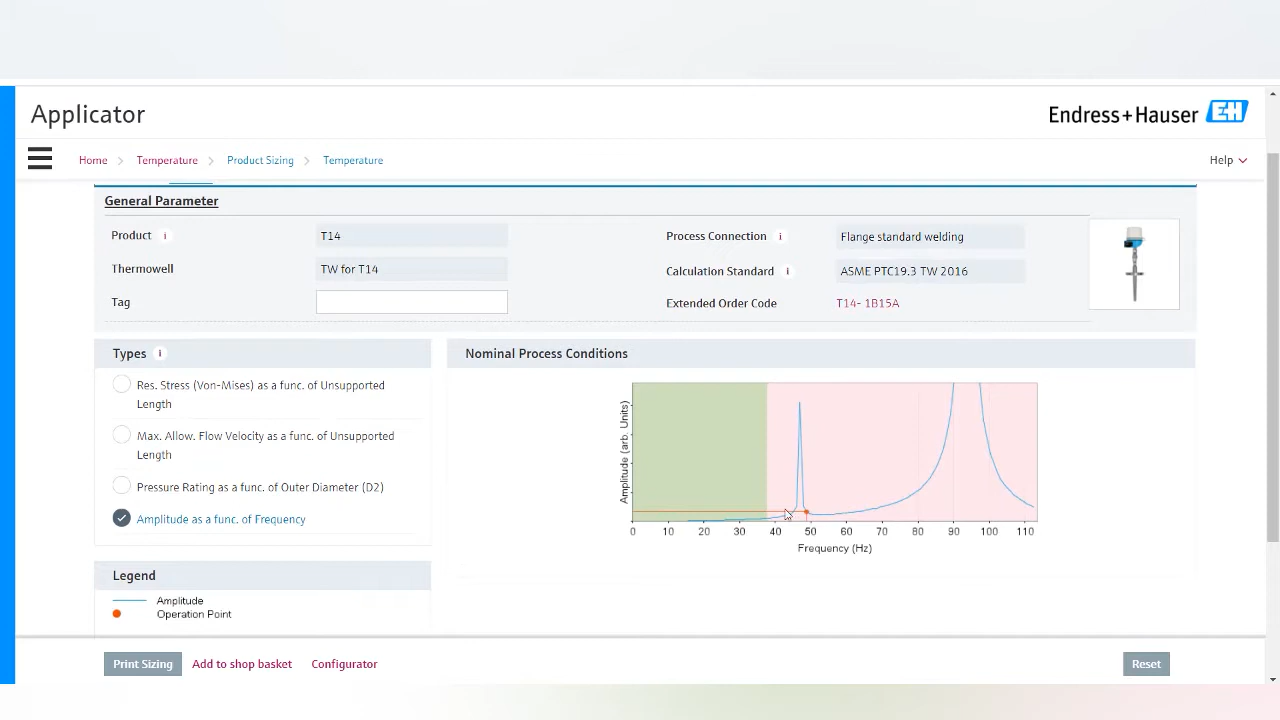 Applicator
Endress+Hauser EH
Home
Temperature
Product Sizing
Temperature
Help
General Parameter
Product i
T14
Process Connection i
Flange standard welding
Thermowell
TW for T14
Calculation Standard i
ASME PTC19.3 TW 2016
Tag
Extended Order Code
T14- 1B15A
Types i
Nominal Process Conditions
Res. Stress (Von-Mises) as a func. of Unsupported
Length
Max. Allow. Flow Velocity as a func. of Unsupported
Length
Pressure Rating as a func. of Outer Diameter (D2)
Amplitude as a func. of Frequency
Amplitude (arb. Units)
0 10 20 30 40 50 60 70 80 90 100 110
Frequency (Hz)
Legend
Amplitude
Operation Point
Print Sizing
Add to shop basket
Configurator
Reset